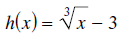 h(x) = ∛x − 3